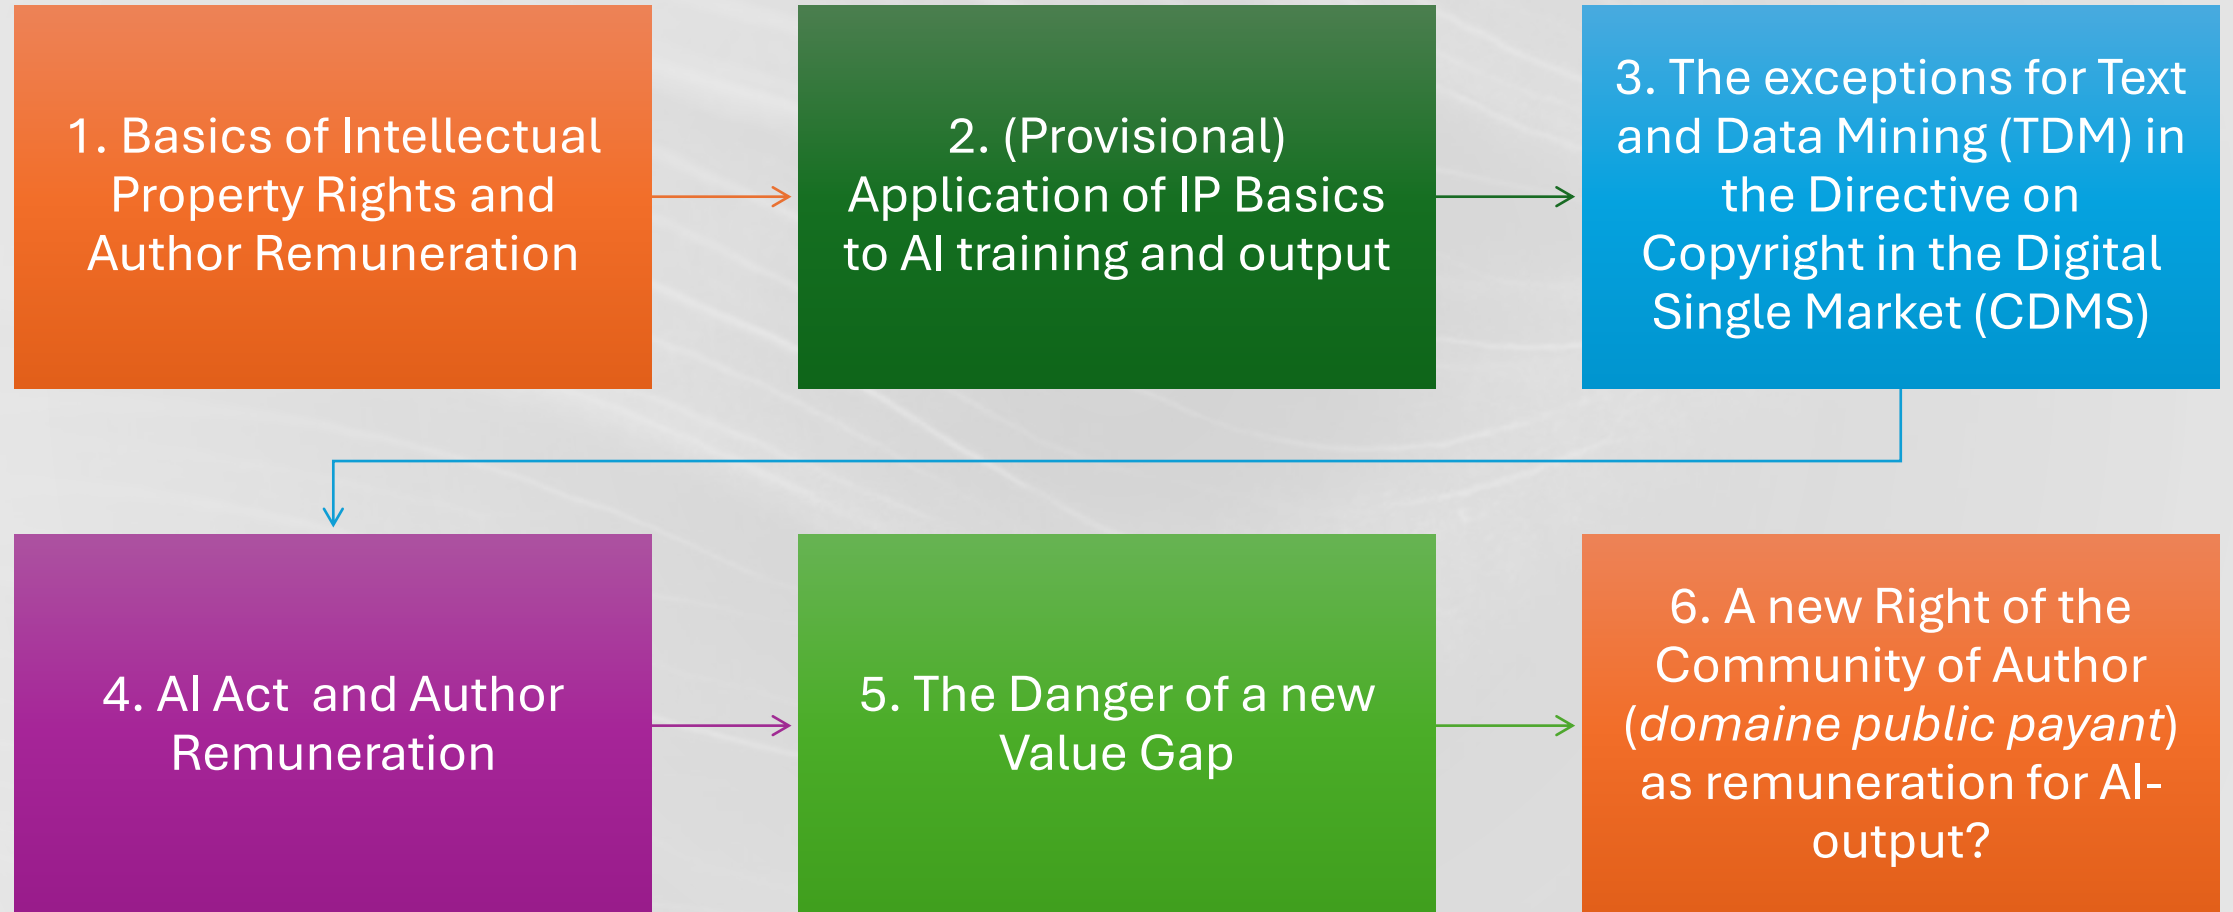 1. Basics of Intellectual
Property Rights and
Author Remuneration
2. (Provisional)
Application of IP Basics
to AI training and output
3. The exceptions for Text
and Data Mining (TDM) in
the Directive on
Copyright in the Digital
Single Market (CDMS)
4. AI Act  and Author
Remuneration
5. The Danger of a new
Value Gap
6. A new Right of the
Community of Author
(domaine public payant)
as remuneration for AI-
output?